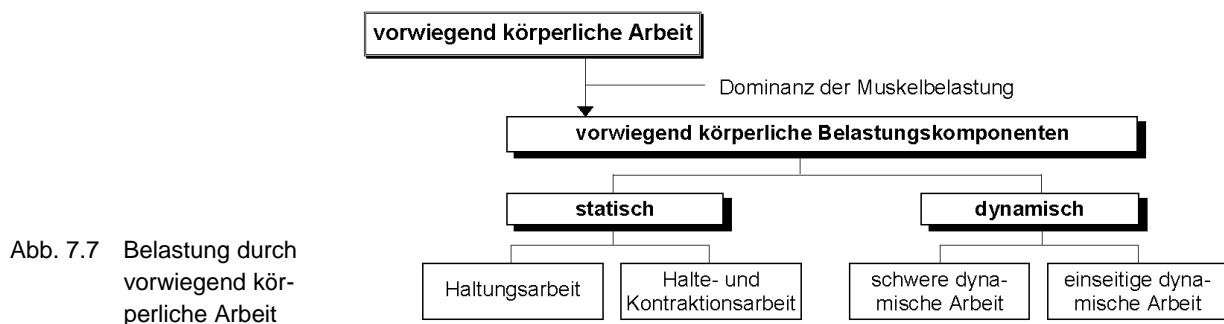 vorwiegend körperliche Arbeit
Dominanz der Muskelbelastung
vorwiegend körperliche Belastungskomponenten
statisch
dynamisch
Haltungsarbeit
Halte- und
Kontraktionsarbeit
schwere dyna-
mische Arbeit
einseitige dyna-
mische Arbeit
Abb. 7.7 Belastung durch
vorwiegend kör-
perliche Arbeit